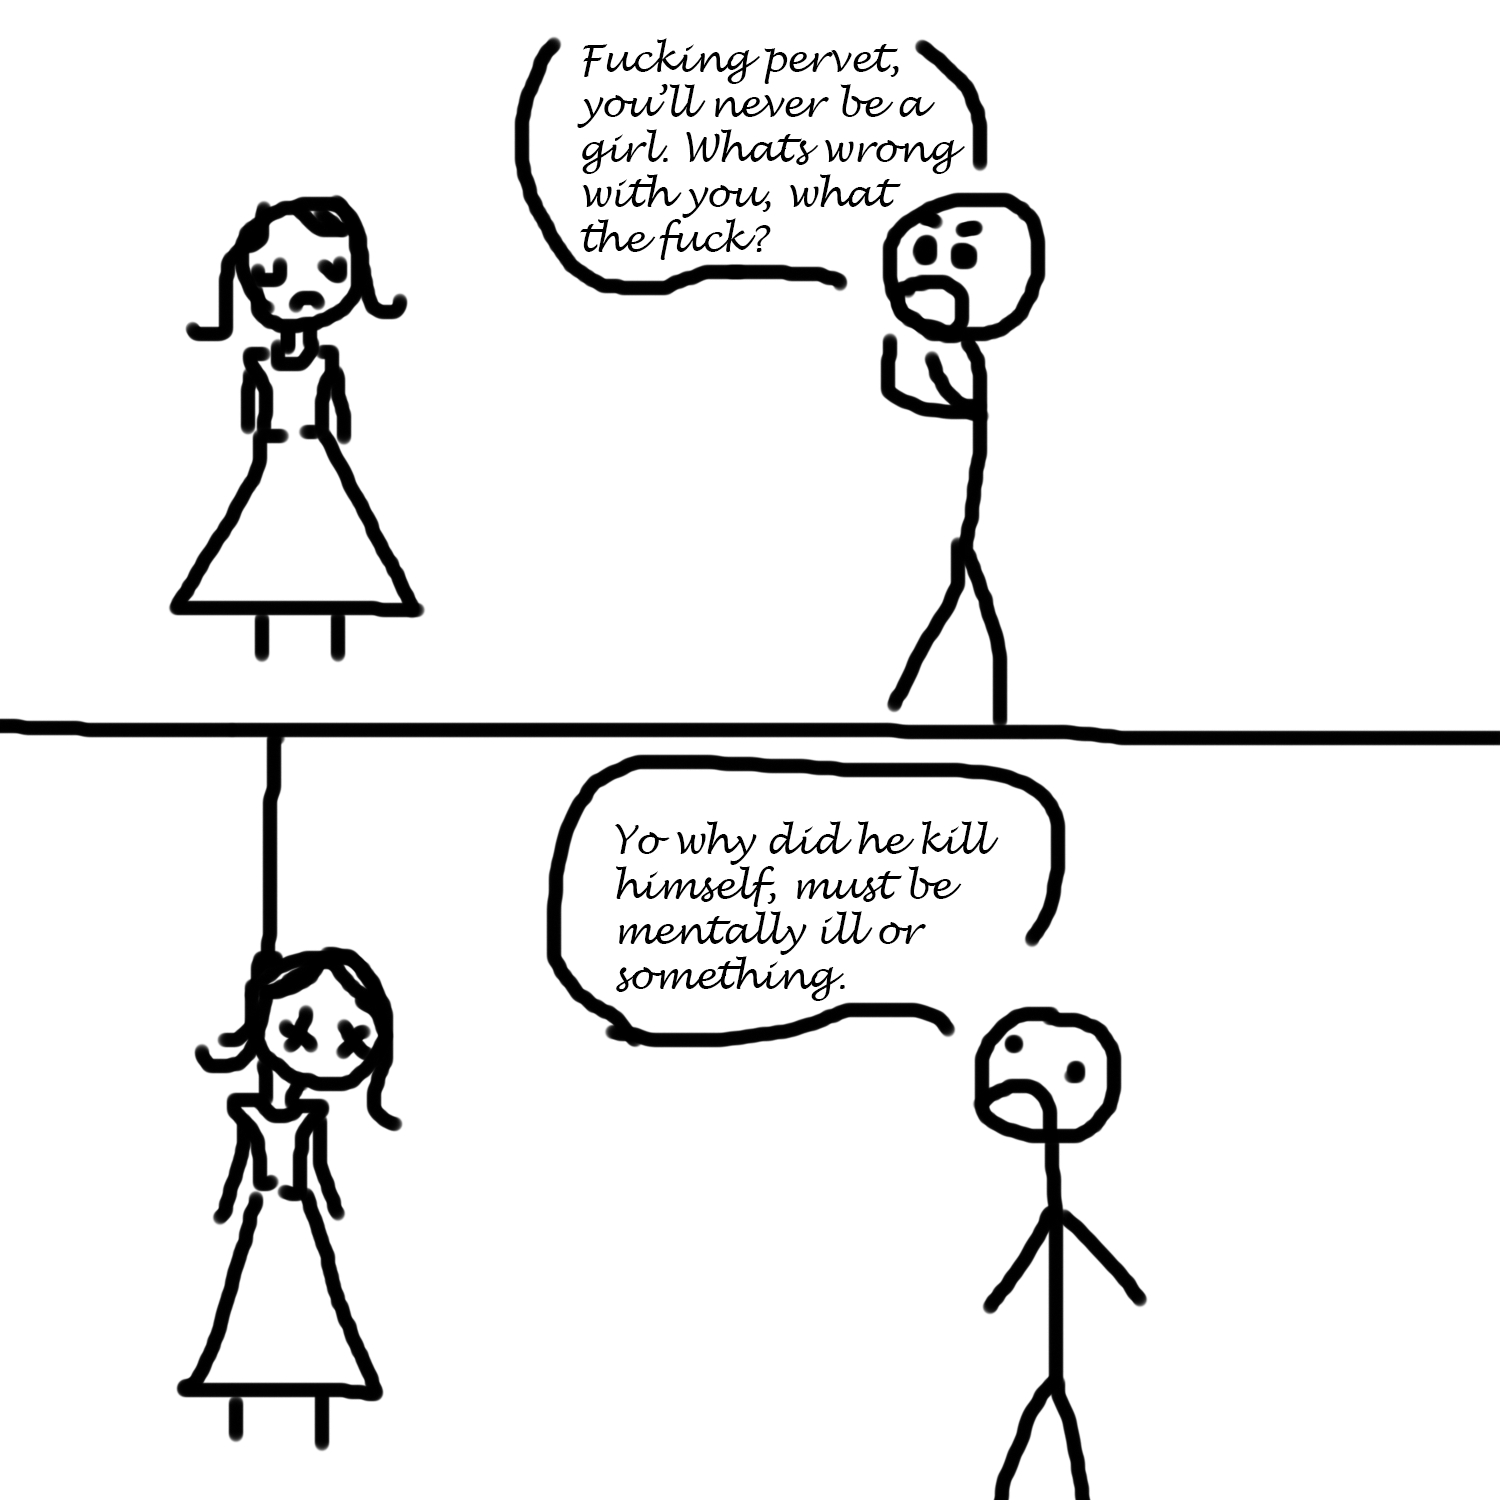 Fucking pervet,
you'll never be a
girl. Whats wrong
with you, what
the fuck?
Yo why did he kill
himself, must be
mentally ill or
something.